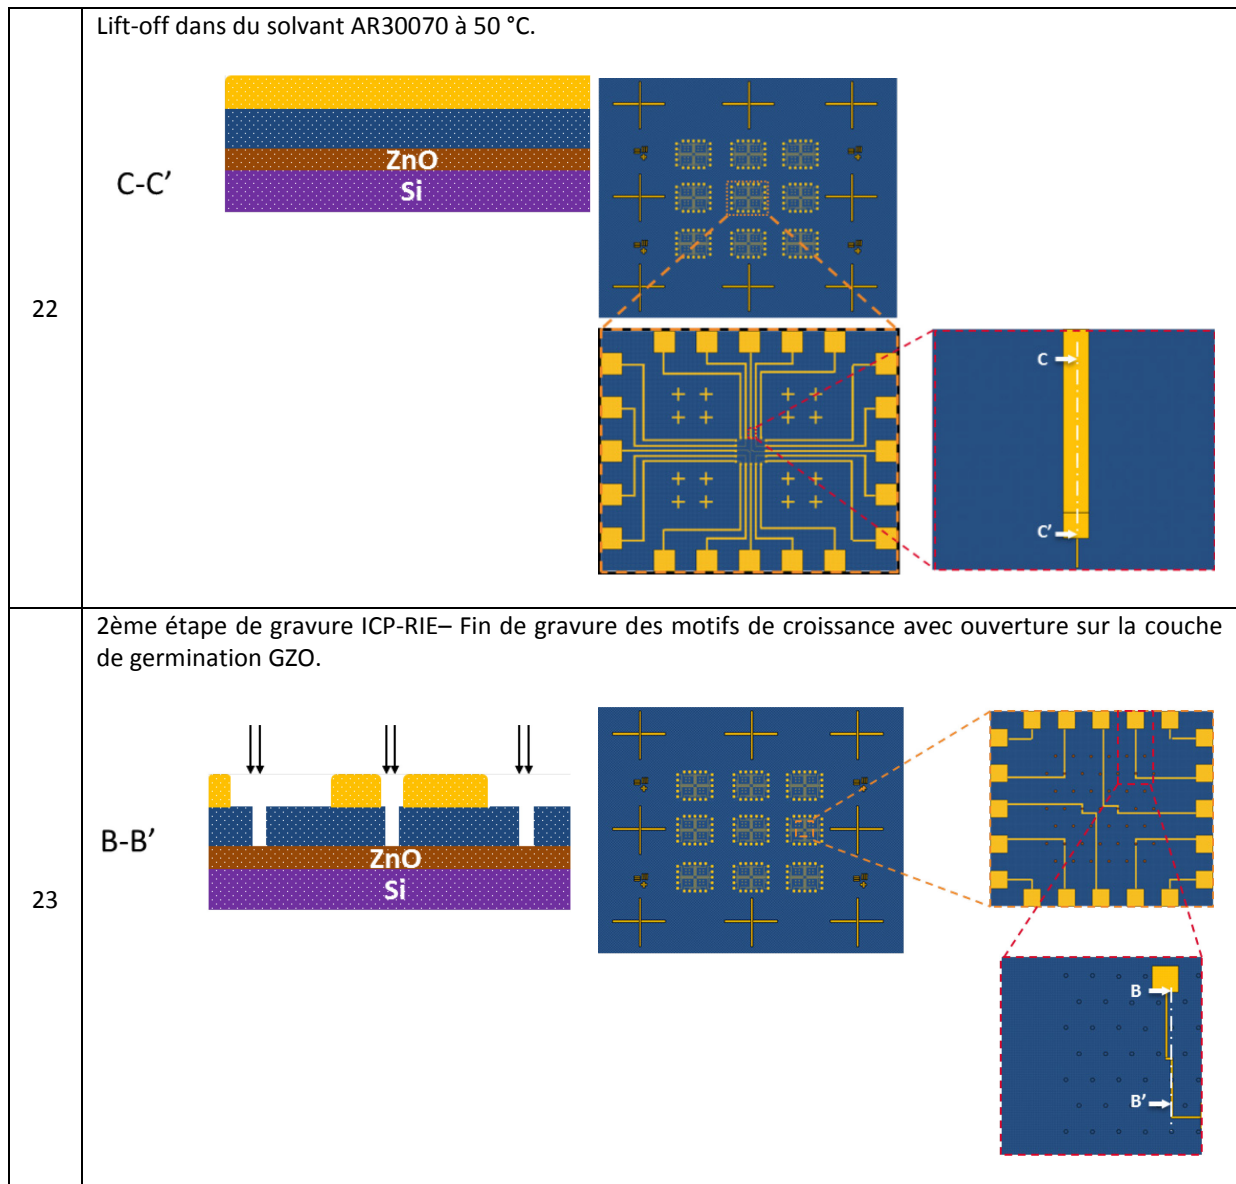 22
Lift-off dans du solvant AR30070 à 50 °C.
C-C’
ZnO
Si
C
C’
23
2ème étape de gravure ICP-RIE– Fin de gravure des motifs de croissance avec ouverture sur la couche
de germination GZO.
B-B’
ZnO
Si
B
B’